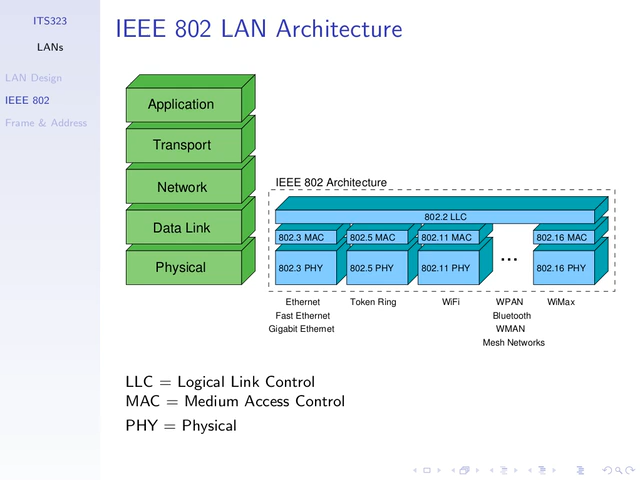 ITS323
LANs
LAN Design
IEEE 802
Frame & Address
IEEE 802 LAN Architecture
Application
Transport
Network
Data Link
Physical
IEEE 802 Architecture
802.2 LLC
802.3 MAC 802.5 MAC 802.11 MAC 802.16 MAC
...
802.3 PHY 802.5 PHY 802.11 PHY 802.16 PHY
Ethernet Token Ring WiFi WPAN WiMax
Fast Ethernet Bluetooth
Gigabit Ethernet WMAN
Mesh Networks
LLC = Logical Link Control
MAC = Medium Access Control
PHY = Physical